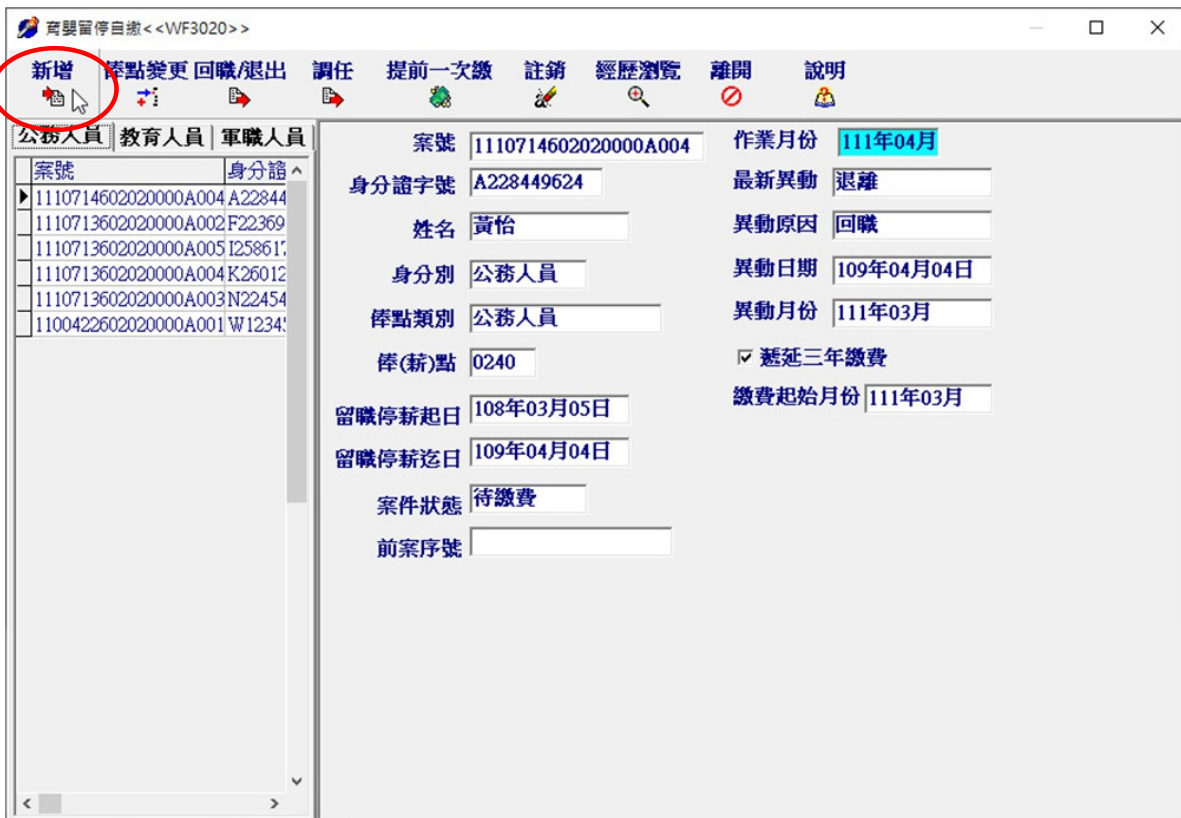 育嬰留停自繳<<WF3020>>
新增 俸點變更 回職/退出 調任 提前一次繳 註銷 經歷瀏覽 離開 說明
公務人員 教育人員 軍職人員
案號 身分證
1110714602020000A004 A22844
1110713602020000A002 F22369
1110713602020000A005 I258617
1110713602020000A004 K26012
1110713602020000A003 N22454
1100422602020000A001 W1234
案號 1110714602020000A004
身分證字號 A228449624
姓名 黃怡
身分別 公務人員
俸點類別 公務人員
俸(薪)點 0240
留職停薪起日 108年03月05日
留職停薪迄日 109年04月04日
案件狀態 待繳費
前案序號
作業月份 111年04月
最新異動 退離
異動原因 回職
異動日期 109年04月04日
異動月份 111年03月
遞延三年繳費
繳費起始月份 111年03月